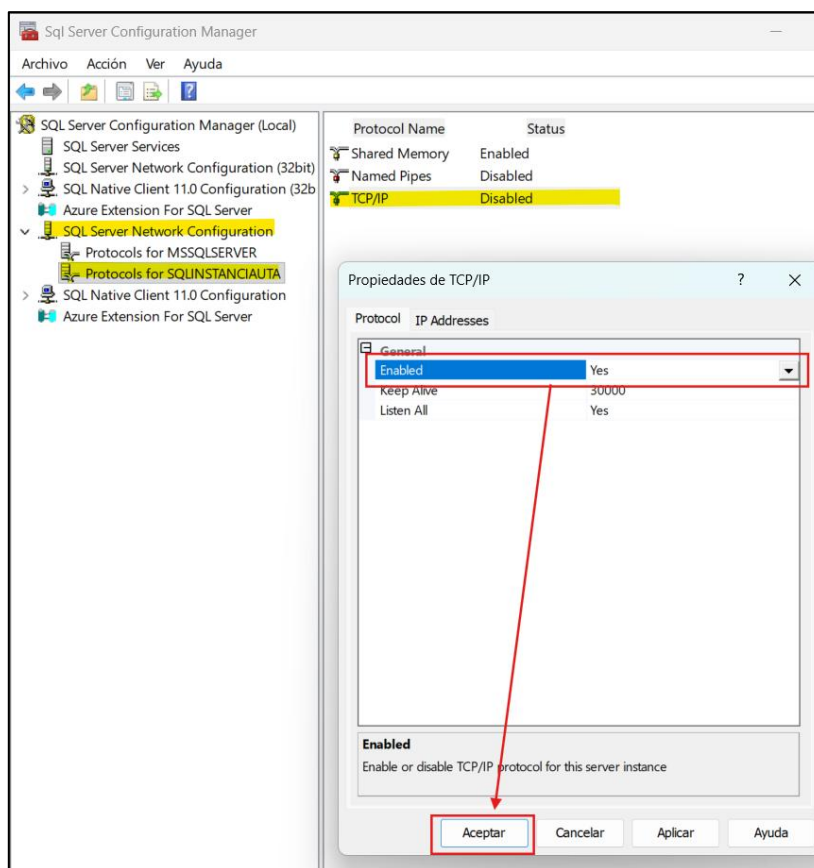 Sql Server Configuration Manager
Archivo Acción Ver Ayuda
SQL Server Configuration Manager (Local)
SQL Server Services
SQL Server Network Configuration (32bit)
SQL Native Client 11.0 Configuration (32b
Azure Extension For SQL Server
SQL Server Network Configuration
Protocols for MSSQLSERVER
Protocols for SQLINSTANCIAUTA
SQL Native Client 11.0 Configuration
Azure Extension For SQL Server
Protocol Name Status
Shared Memory Enabled
Named Pipes Disabled
TCP/IP Disabled
Propiedades de TCP/IP ?
Protocol IP Addresses
General
Enabled Yes
Keep Alive 30000
Listen All Yes
Enabled
Enable or disable TCP/IP protocol for this server instance
Aceptar Cancelar Aplicar Ayuda